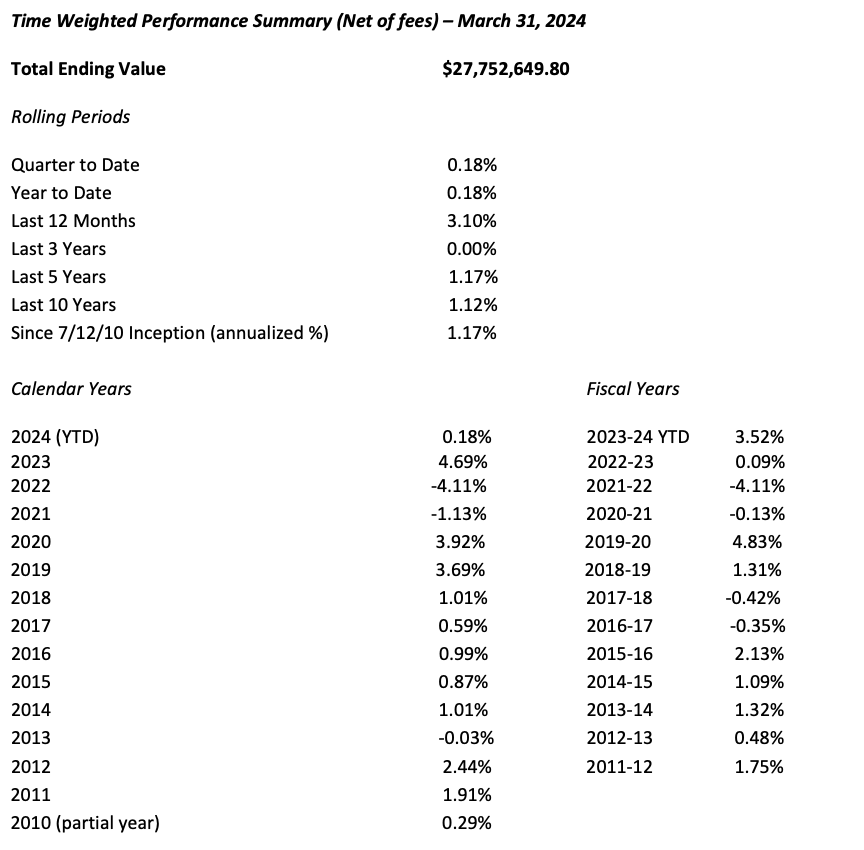 Time Weighted Performance Summary (Net of fees) – March 31, 2024
Total Ending Value $27,752,649.80
Rolling Periods
Quarter to Date 0.18%
Year to Date 0.18%
Last 12 Months 3.10%
Last 3 Years 0.00%
Last 5 Years 1.17%
Last 10 Years 1.12%
Since 7/12/10 Inception (annualized %) 1.17%
Calendar Years Fiscal Years
2024 (YTD) 0.18% 2023-24 YTD 3.52%
2023 4.69% 2022-23 0.09%
2022 -4.11% 2021-22 -4.11%
2021 -1.13% 2020-21 -0.13%
2020 3.92% 2019-20 4.83%
2019 3.69% 2018-19 1.31%
2018 1.01% 2017-18 -0.42%
2017 0.59% 2016-17 -0.35%
2016 0.99% 2015-16 2.13%
2015 0.87% 2014-15 1.09%
2014 1.01% 2013-14 1.32%
2013 -0.03% 2012-13 0.48%
2012 2.44% 2011-12 1.75%
2011 1.91%
2010 (partial year) 0.29%